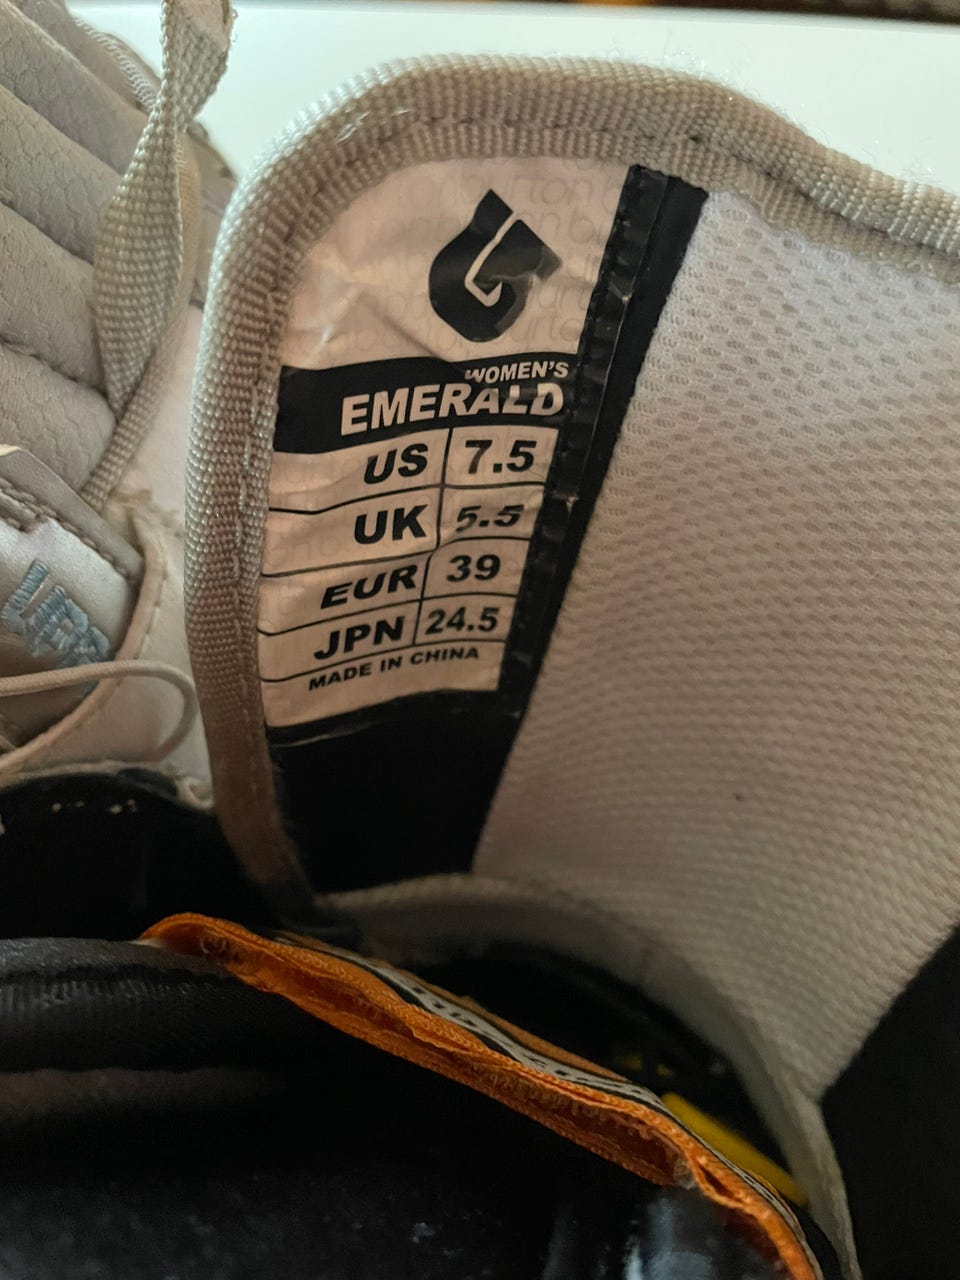 WOMEN'S
EMERALD
US 7.5
UK 5.5
EUR 39
JPN 24.5
MADE IN CHINA